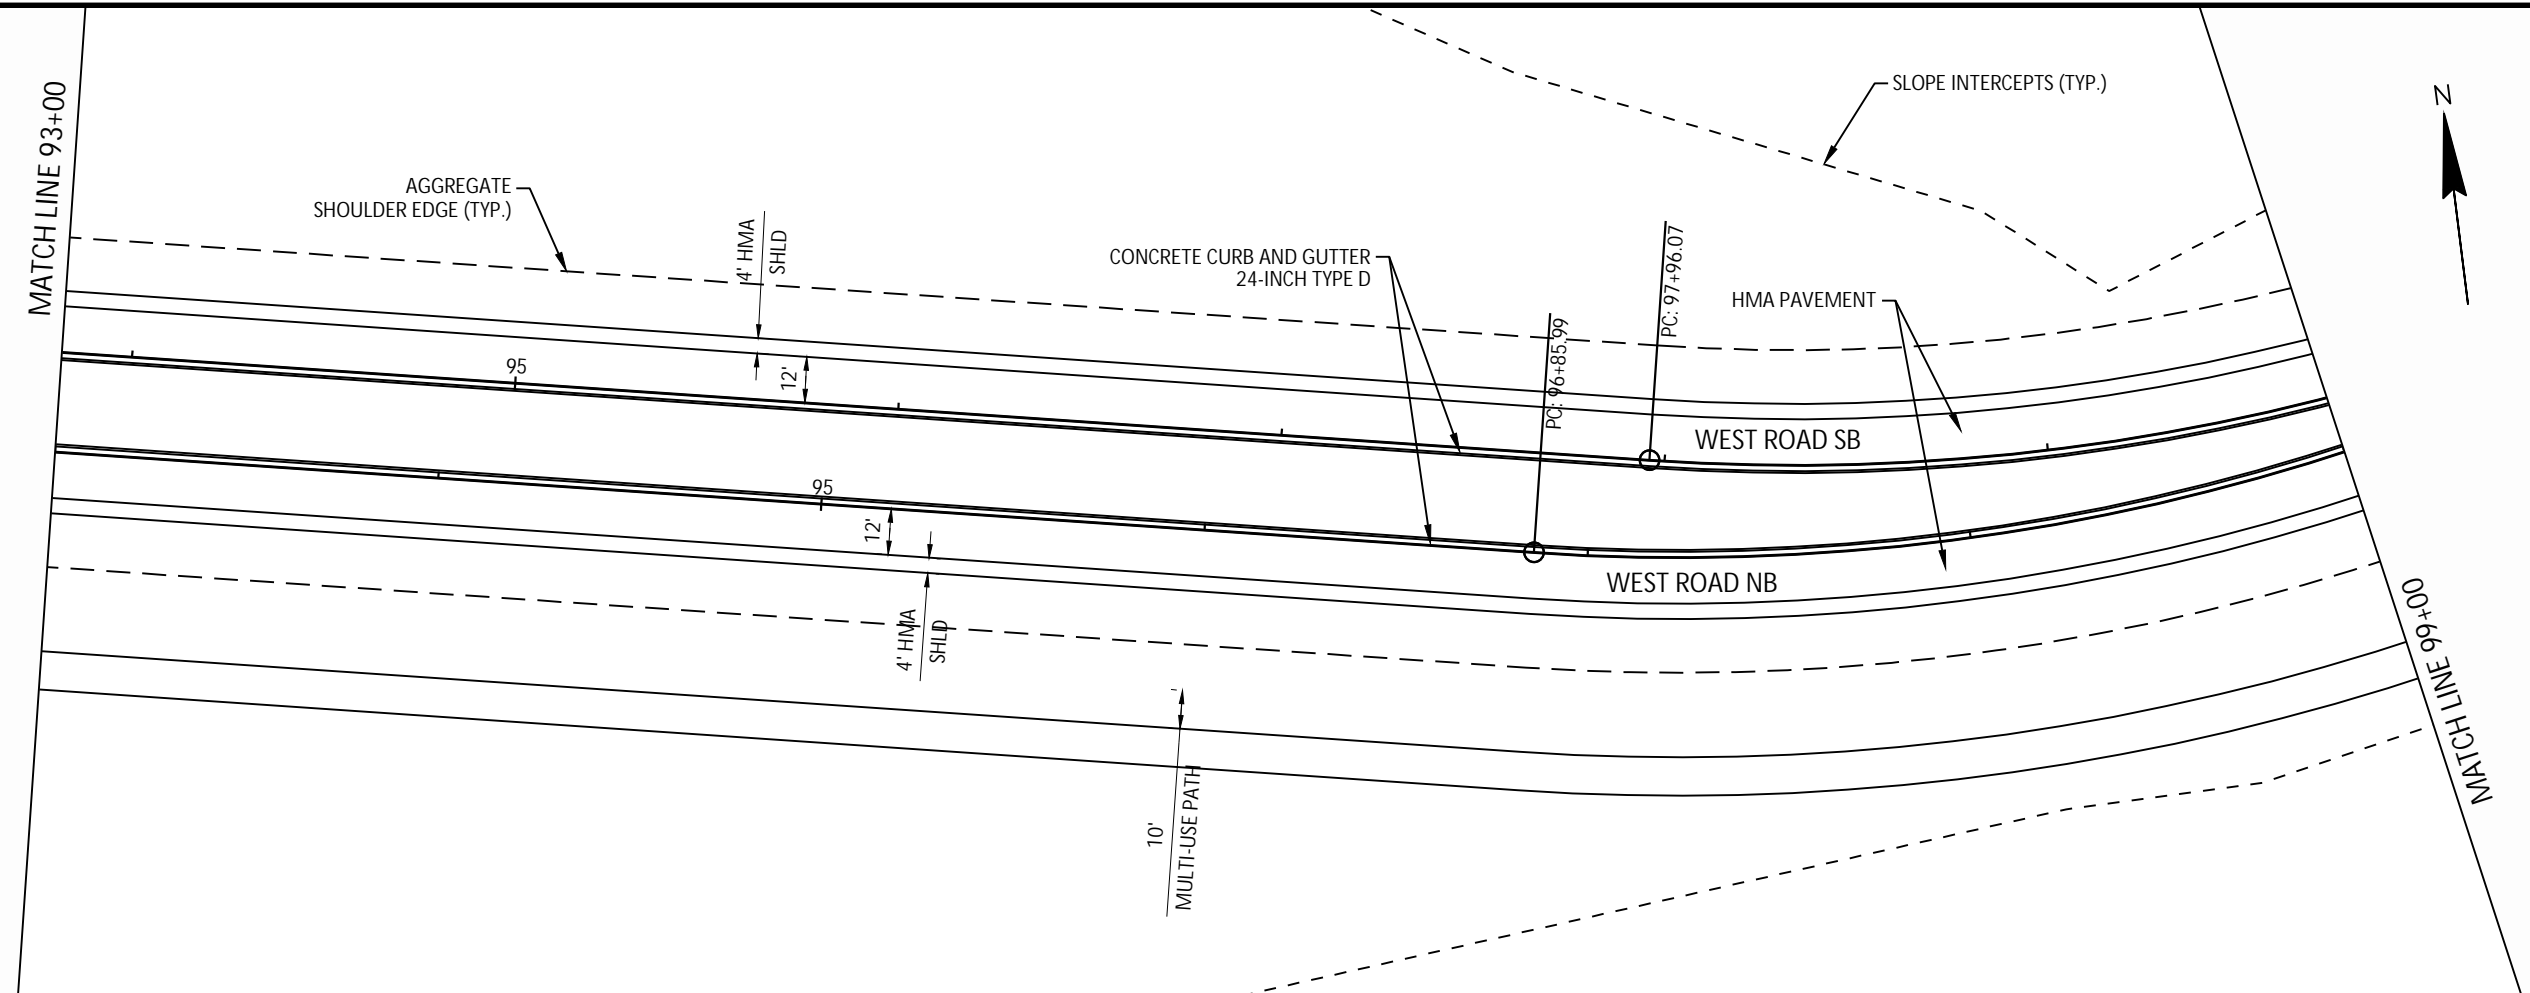 MATCH LINE 93+00
AGGREGATE
SHOULDER EDGE (TYP.)
4' HMA
SHLD
12'
95
CONCRETE CURB AND GUTTER
24-INCH TYPE D
PC: 96+85.99
PC: 97+96.07
SLOPE INTERCEPTS (TYP.)
HMA PAVEMENT
N
WEST ROAD SB
95
12'
4' HMA
SHLD
WEST ROAD NB
10'
MULTI-USE PATH
MATCH LINE 99+00